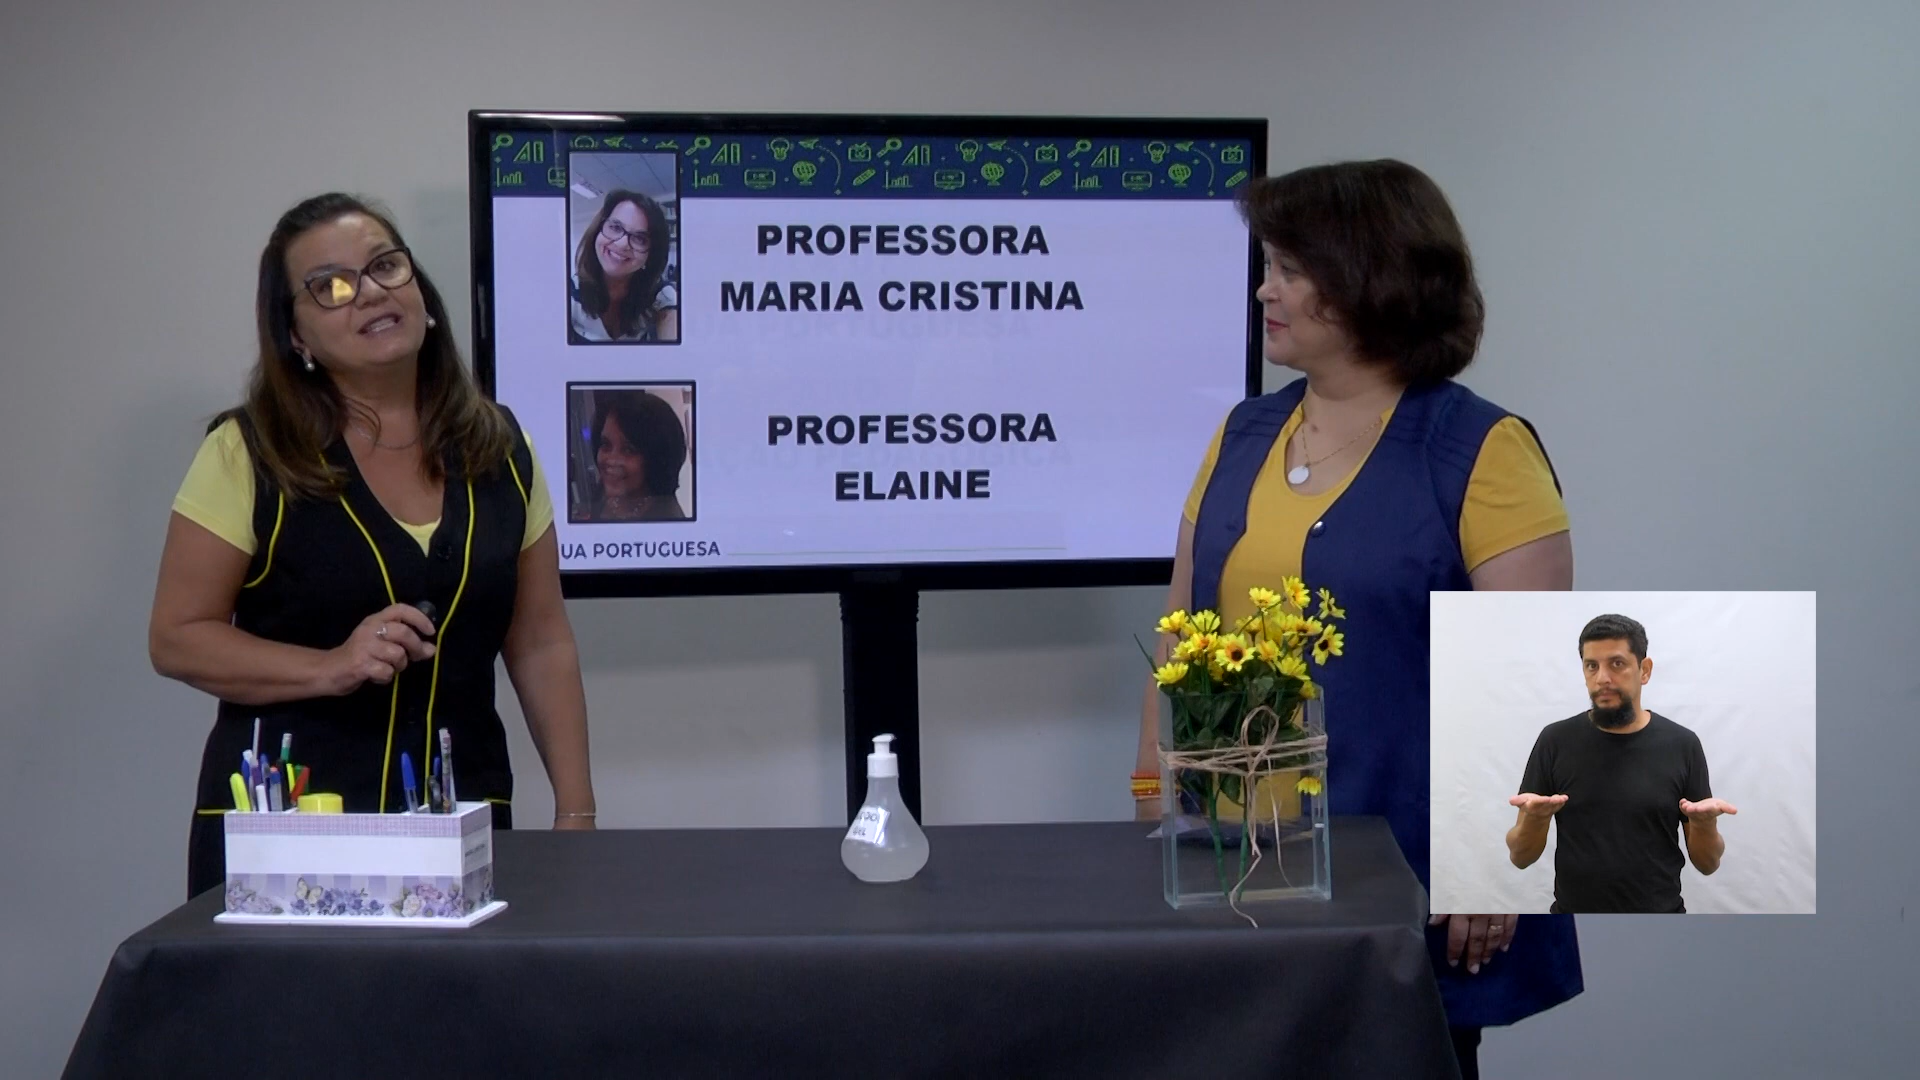 PROFESSORA
MARIA CRISTINA
PROFESSORA
ELAINE
UA PORTUGUESA